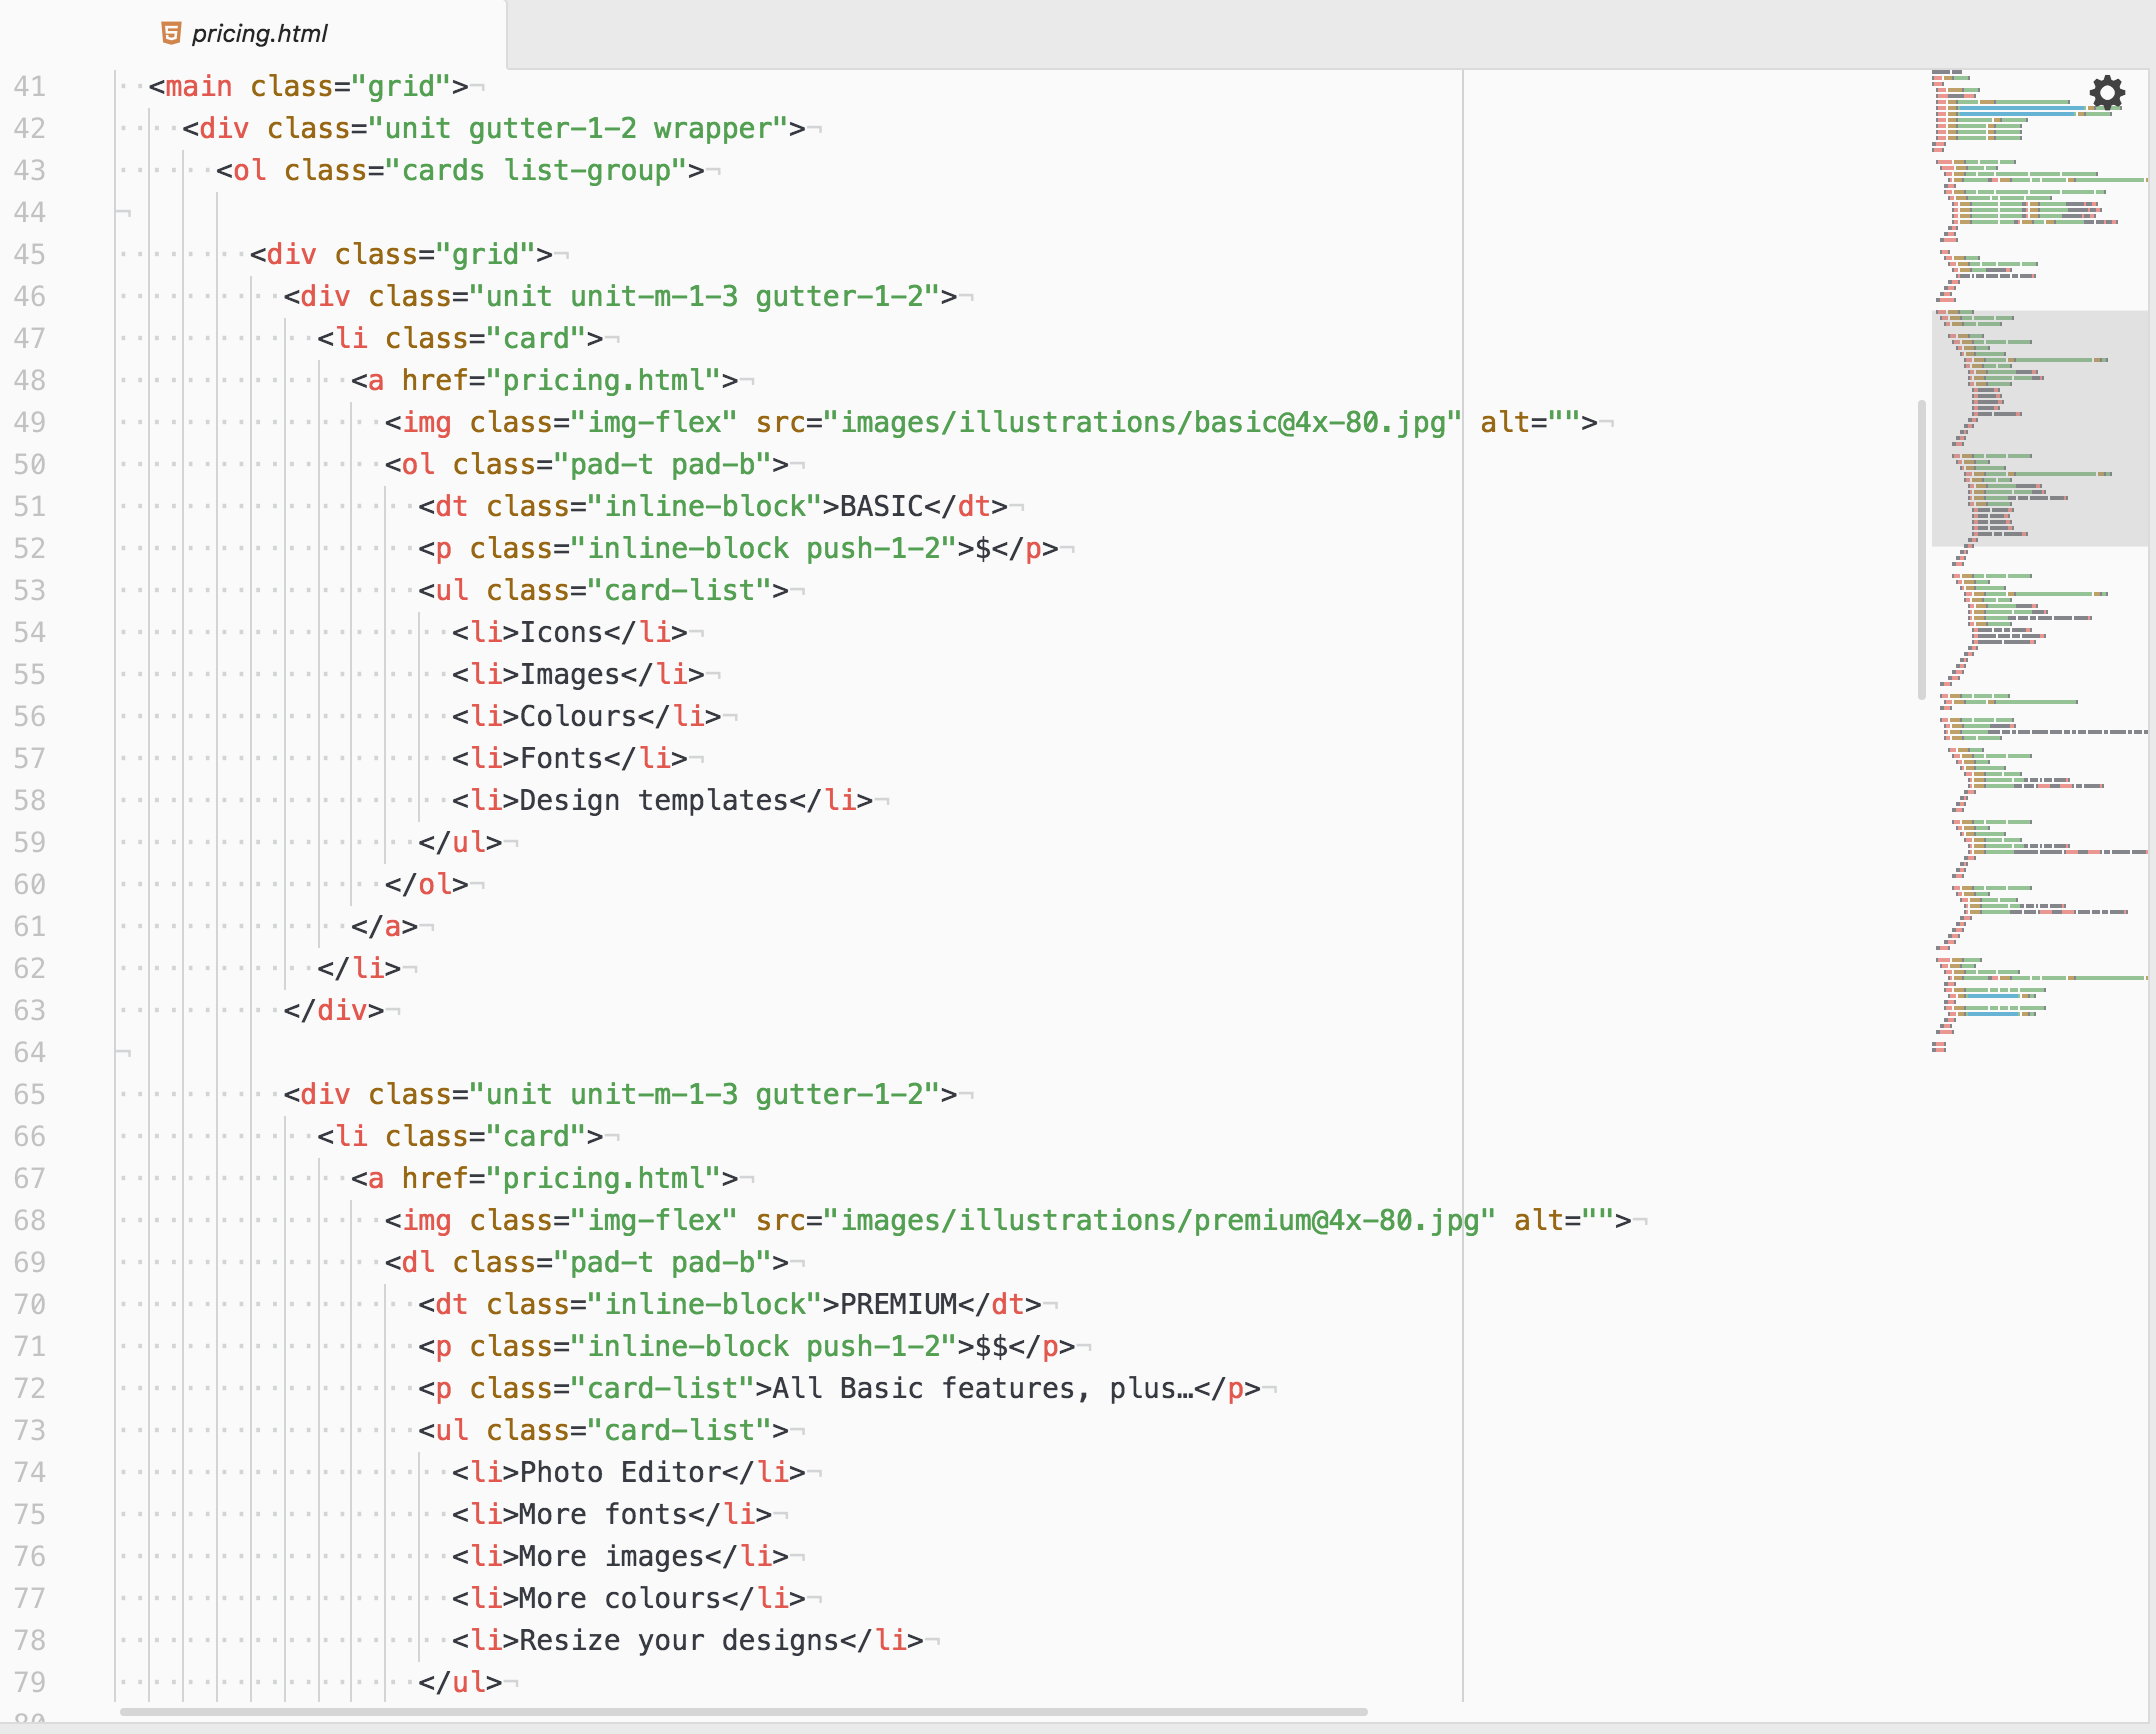 pricing.html
41 <main class="grid">
42 <div class="unit gutter-1-2 wrapper">
43 <ol class="cards list-group">
44
45 <div class="grid">
46 <div class="unit unit-m-1-3 gutter-1-2">
47 <li class="card">
48 <a href="pricing.html">
49 <img class="img-flex" src="images/illustrations/basic@4x-80.jpg" alt="">
50 <ol class="pad-t pad-b">
51 <dt class="inline-block">BASIC</dt>
52 <p class="inline-block push-1-2">$</p>
53 <ul class="card-list">
54 <li>Icons</li>
55 <li>Images</li>
56 <li>Colours</li>
57 <li>Fonts</li>
58 <li>Design templates</li>
59 </ul>
60 </ol>
61 </a>
62 </li>
63 </div>
64
65 <div class="unit unit-m-1-3 gutter-1-2">
66 <li class="card">
67 <a href="pricing.html">
68 <img class="img-flex" src="images/illustrations/premium@4x-80.jpg" alt="">
69 <dl class="pad-t pad-b">
70 <dt class="inline-block">PREMIUM</dt>
71 <p class="inline-block push-1-2">$$</p>
72 <p class="card-list">All Basic features, plus…</p>
73 <ul class="card-list">
74 <li>Photo Editor</li>
75 <li>More fonts</li>
76 <li>More images</li>
77 <li>More colours</li>
78 <li>Resize your designs</li>
79 </ul>
80